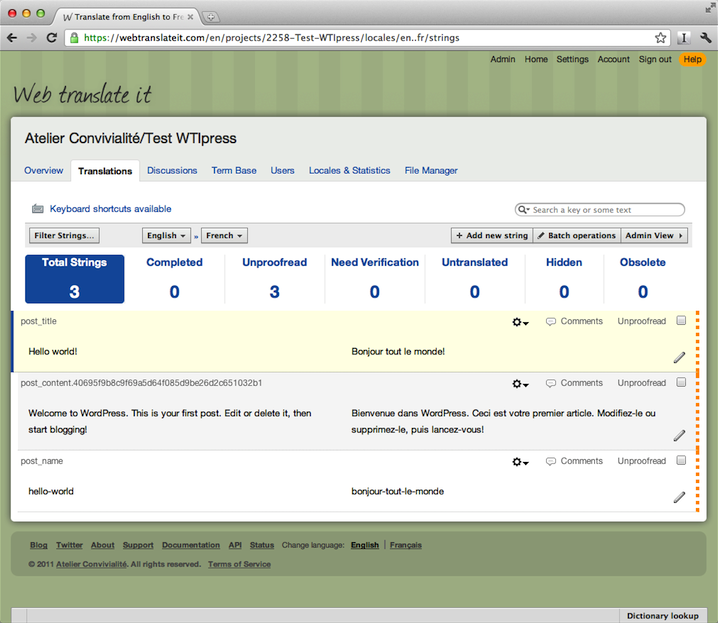 Translate from English to Fre
https://webtranslateit.com/en/projects/2258-Test-WTIpress/locales/en..fr/strings
Admin Home Settings Account Sign out Help
Web translate it
Atelier Convivialité/Test WTIpress
Overview Translations Discussions Term Base Users Locales & Statistics File Manager
Keyboard shortcuts available
Search a key or some text
Filter Strings... English » French + Add new string Batch operations Admin View
Total Strings Completed Unproofread Need Verification Untranslated Hidden Obsolete
3 0 3 0 0 0 0
post_title Comments Unproofread
Hello world! Bonjour tout le monde!
post_content.40695f9b8c9f69a5d64f085d9be26d2c651032b1 Comments Unproofread
Welcome to WordPress. This is your first post. Edit or delete it, then Bienvenue dans WordPress. Ceci est votre premier article. Modifiez-le ou
start blogging! supprimez-le, puis lancez-vous!
post_name Comments Unproofread
hello-world bonjour-tout-le-monde
Blog Twitter About Support Documentation API Status Change language: English | Français
© 2011 Atelier Convivialité. All rights reserved. Terms of Service
Dictionary lookup